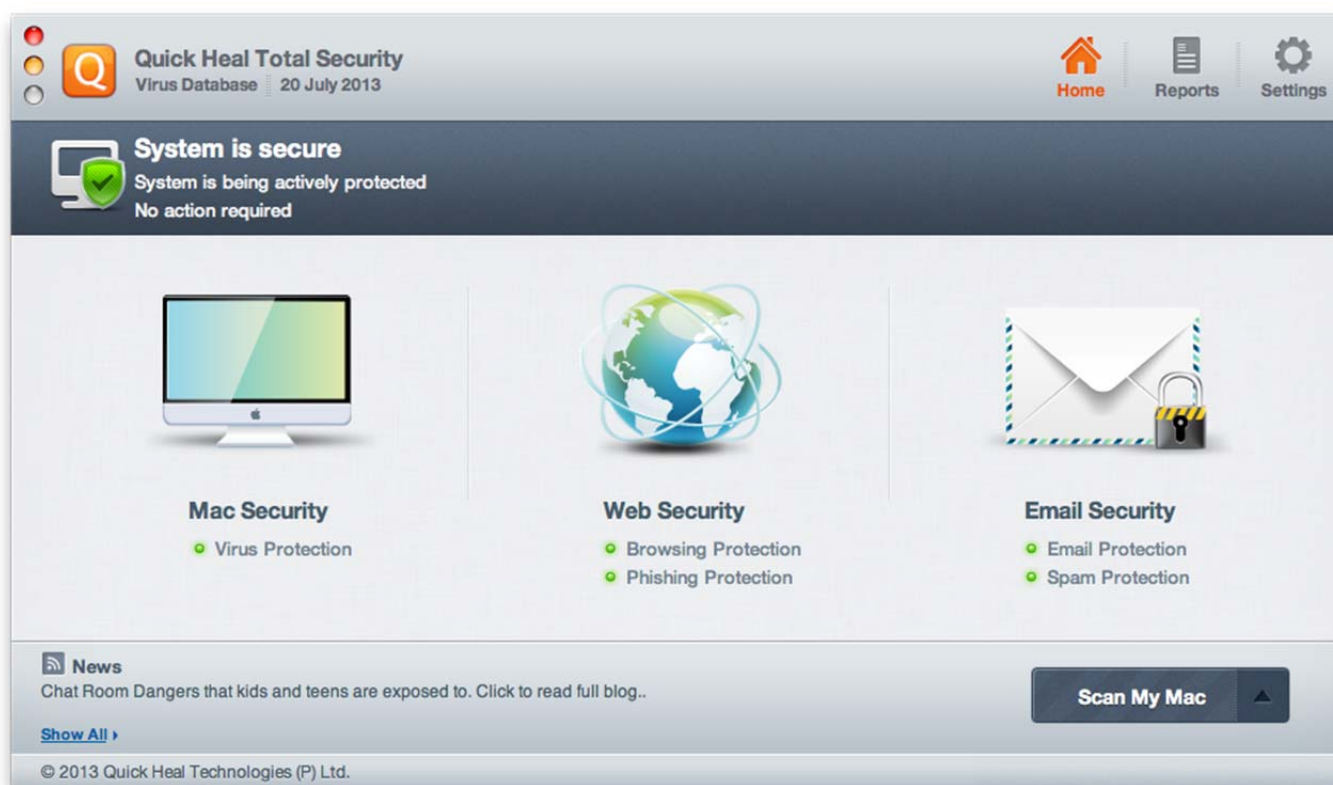 Q
Quick Heal Total Security
Virus Database 20 July 2013
Home
Reports
Settings
System is secure
System is being actively protected
No action required
Mac Security
Virus Protection
Web Security
Browsing Protection
Phishing Protection
Email Security
Email Protection
Spam Protection
News
Chat Room Dangers that kids and teens are exposed to. Click to read full blog..
Show All
Scan My Mac
© 2013 Quick Heal Technologies (P) Ltd.